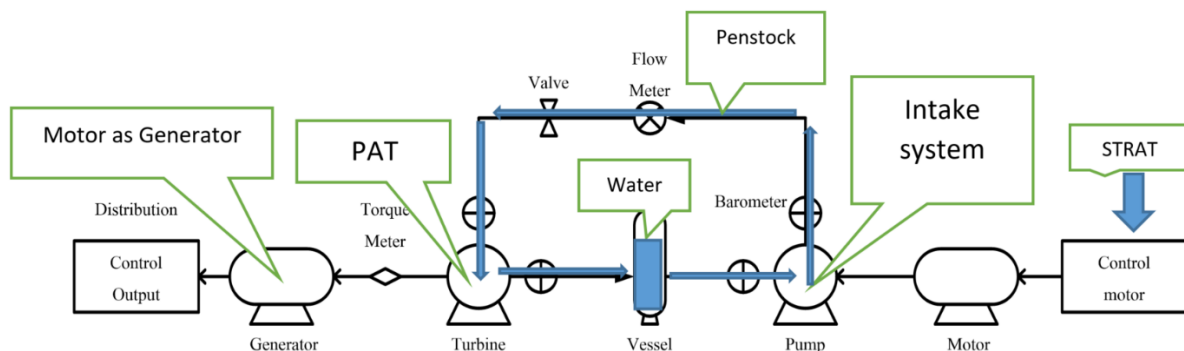 Penstock
Flow
Meter
Valve
Intake
system
Motor as Generator
PAT
STRAT
Water
Distribution
Torque
Meter
Barometer
Control
Output
Control
motor
Generator
Turbine
Vessel
Pump
Motor